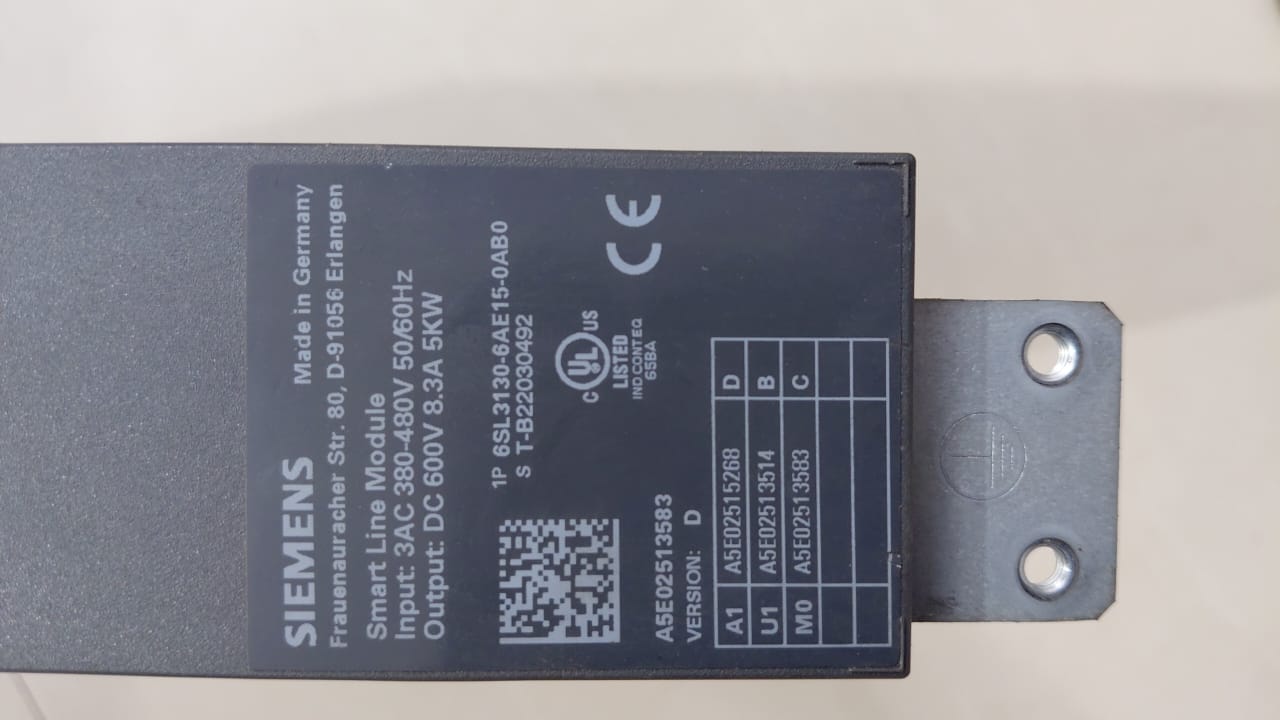 SIEMENS
Made in Germany
Frauenauracher Str. 80, D-91056 Erlangen
Smart Line Module
Input: 3AC 380-480V 50/60Hz
Output: DC 600V 8.3A 5KW
1P 6SL3130-6AE15-0AB0
S T-B22030492
C UL US
LISTED
IND CONT EQ
65BA
CE
A5E02513583
VERSION: D
A1 A5E02515268 D
U1 A5E02513514 B
M0 A5E02513583 C